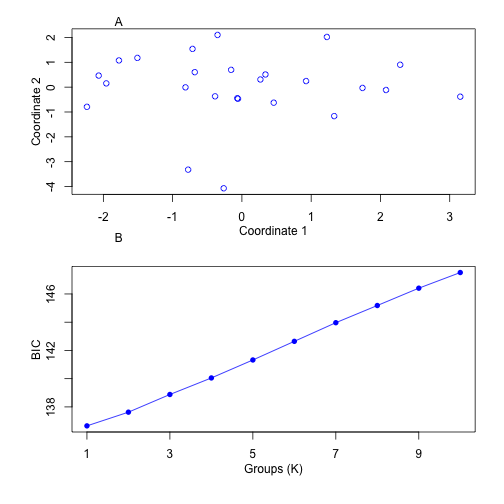 A
Coordinate 2
2
1
0
-1
-2
-3
-4
-2 -1 0 1 2 3
Coordinate 1
B
BIC
146
142
138
1 3 5 7 9
Groups (K)